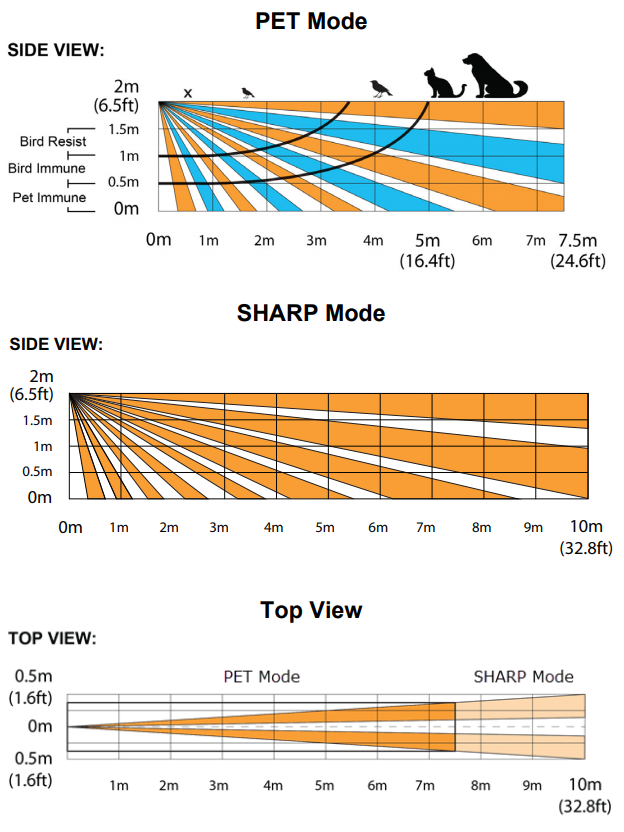 PET Mode
SIDE VIEW:
x
2m
(6.5ft)
1.5m
Bird Resist
1m
Bird Immune
0.5m
Pet Immune
0m
0m 1m 2m 3m 4m 5m 6m 7m 7.5m
(16.4ft) (24.6ft)
SHARP Mode
SIDE VIEW:
2m
(6.5ft)
1.5m
1m
0.5m
0m
0m 1m 2m 3m 4m 5m 6m 7m 8m 9m 10m
(32.8ft)
Top View
TOP VIEW:
0.5m PET Mode SHARP Mode
(1.6ft)
0m
0.5m
(1.6ft)
1m 2m 3m 4m 5m 6m 7m 8m 9m 10m
(32.8ft)